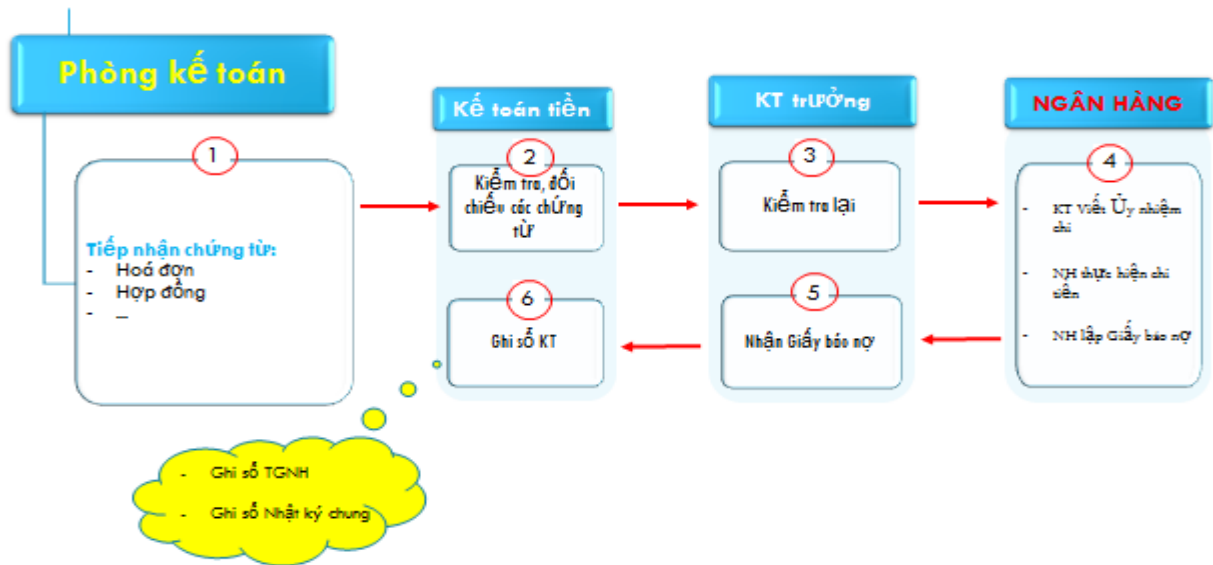 Phòng kế toán
Kế toán tiền
KT trưởng
NGÂN HÀNG
1
Tiếp nhận chứng từ:
- Hoá đơn
- Hợp đồng
- ...
2
Kiểm tra, đối
chiếu các chứng
từ
3
Kiểm tra lại
4
- KT Viết Ủy nhiệm
chi
- NH thực hiện chi
tiền
- NH lập Giấy báo nợ
5
Nhận Giấy báo nợ
6
Ghi sổ KT
- Ghi sổ TGNH
- Ghi sổ Nhật ký chung